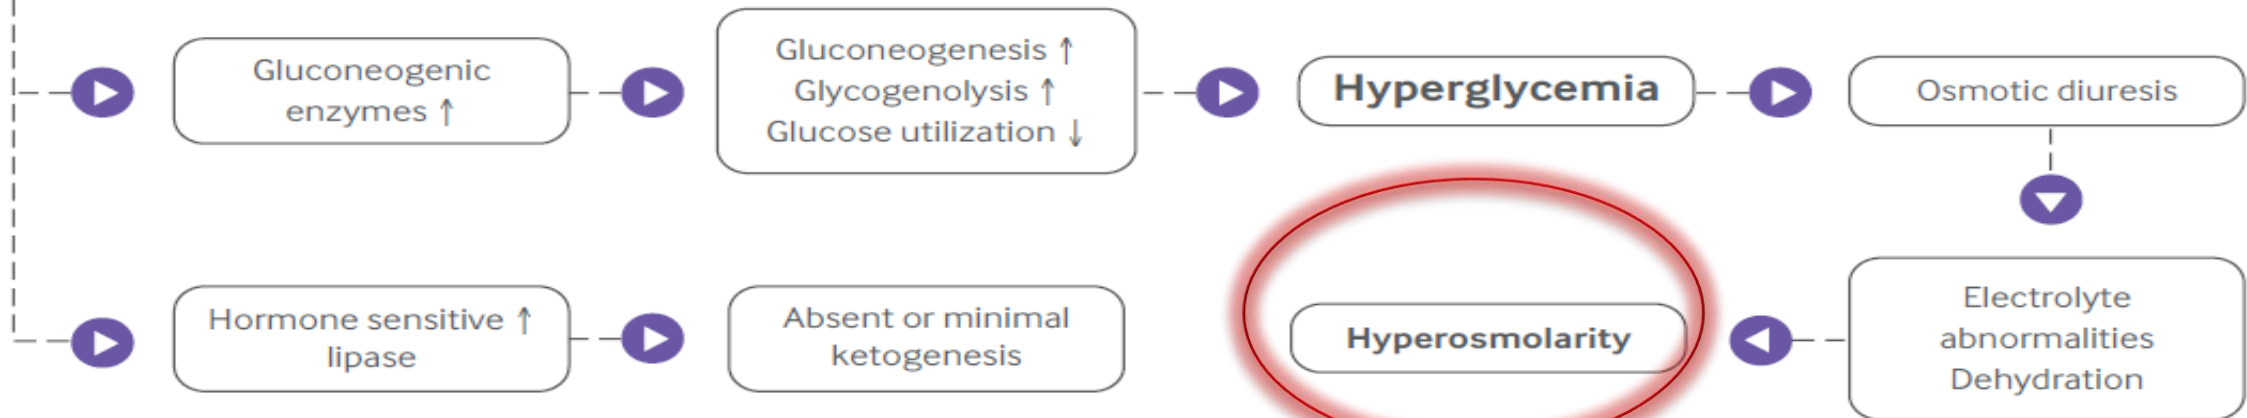 Gluconeogenic
enzymes ↑
Gluconeogenesis ↑
Glycogenolysis ↑
Glucose utilization ↓
Hyperglycemia
Osmotic diuresis
Hormone sensitive ↑
lipase
Absent or minimal
ketogenesis
Hyperosmolarity
Electrolyte
abnormalities
Dehydration